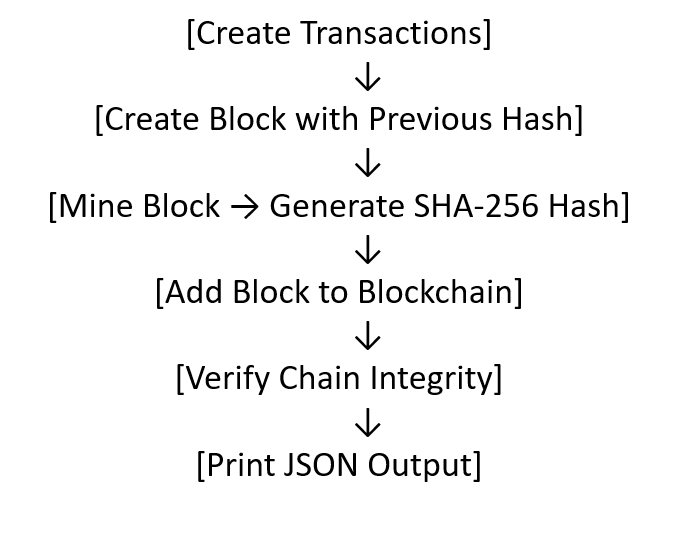 [Create Transactions]
↓
[Create Block with Previous Hash]
↓
[Mine Block → Generate SHA-256 Hash]
↓
[Add Block to Blockchain]
↓
[Verify Chain Integrity]
↓
[Print JSON Output]